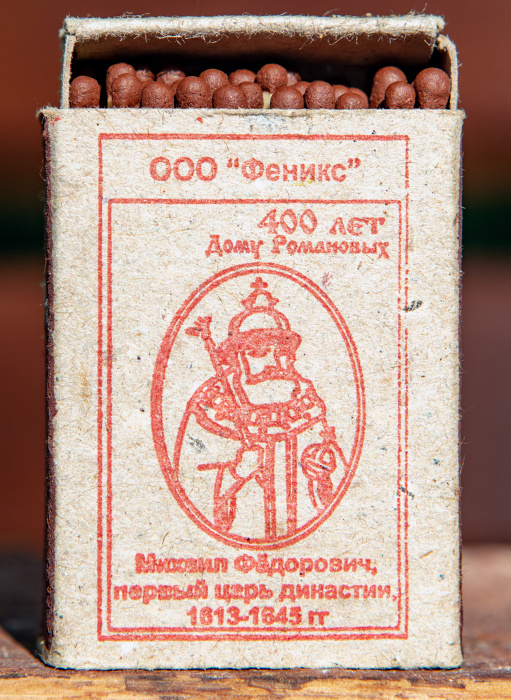 ООО “Феникс”
400 лет
Дому Романовых
Михаил Фёдорович,
первый царь династии,
1613-1645 гг